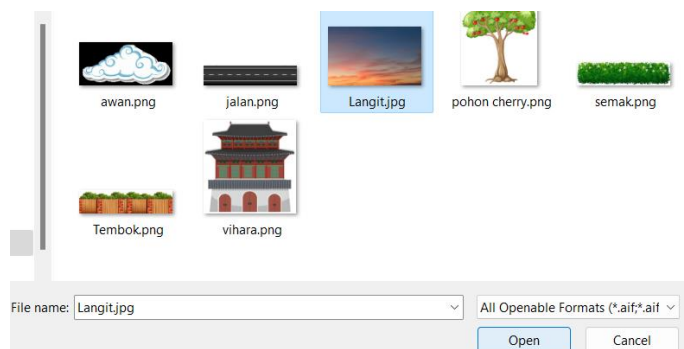 awan.png
jalan.png
Langit.jpg
pohon cherry.png
semak.png
Tembok.png
vihara.png
File name: Langit.jpg
All Openable Formats (*.aif;*.aif
Open
Cancel